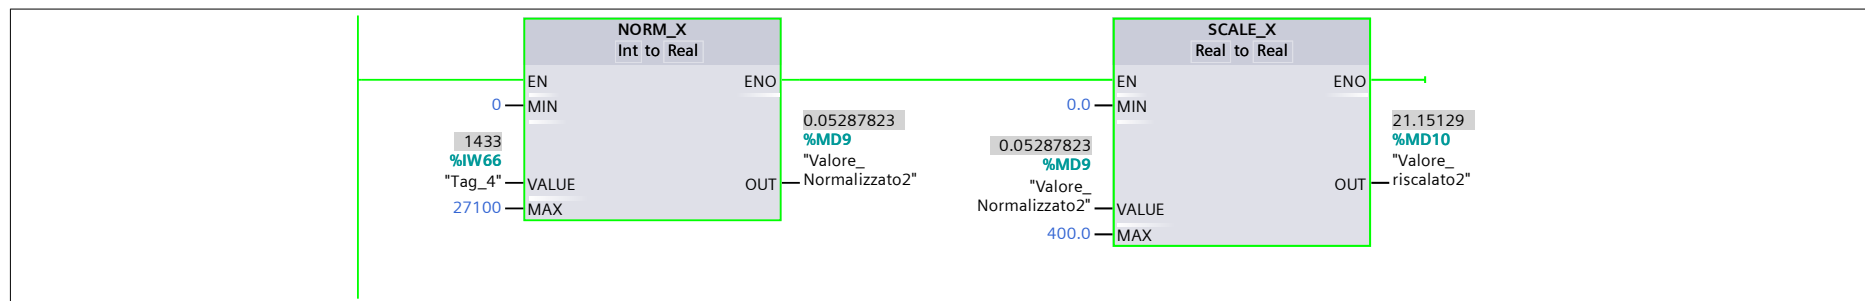 NORM_X
Int to Real
EN
ENO
0
MIN
1433
%IW66
"Tag_4"
VALUE
27100
MAX
0.05287823
%MD9
"Valore_
Normalizzato2"
OUT
SCALE_X
Real to Real
EN
ENO
0.0
MIN
0.05287823
%MD9
"Valore_
Normalizzato2"
VALUE
400.0
MAX
21.15129
%MD10
"Valore_
riscalato2"
OUT